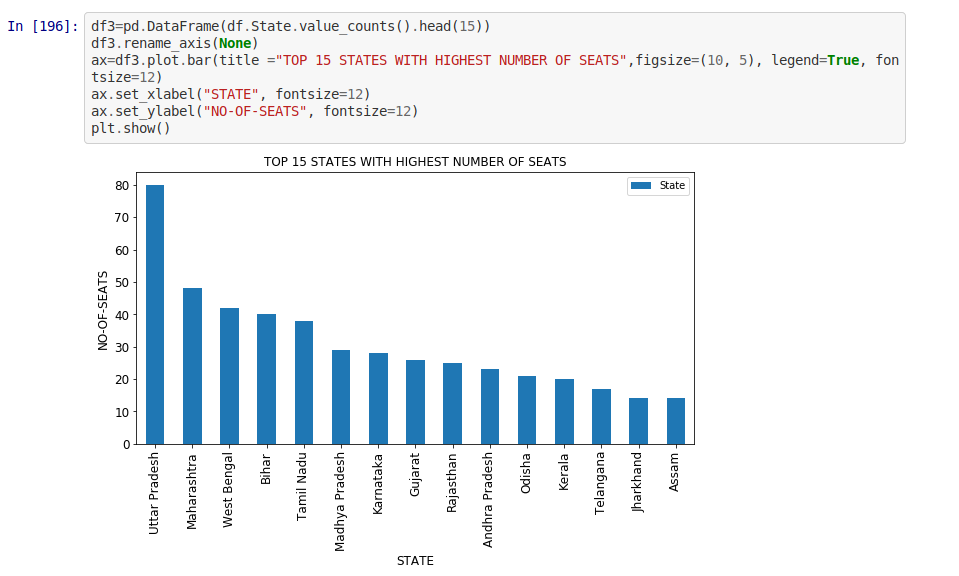 In [196]: df3=pd.DataFrame(df.State.value_counts().head(15))
df3.rename_axis(None)
ax=df3.plot.bar(title ="TOP 15 STATES WITH HIGHEST NUMBER OF SEATS",figsize=(10, 5), legend=True, fon
tsize=12)
ax.set_xlabel("STATE", fontsize=12)
ax.set_ylabel("NO-OF-SEATS", fontsize=12)
plt.show()
TOP 15 STATES WITH HIGHEST NUMBER OF SEATS
State
80
70
60
50
40
30
20
10
0
NO-OF-SEATS
Uttar Pradesh
Maharashtra
West Bengal
Bihar
Tamil Nadu
Madhya Pradesh
Karnataka
Gujarat
Rajasthan
Andhra Pradesh
Odisha
Kerala
Telangana
Jharkhand
Assam
STATE